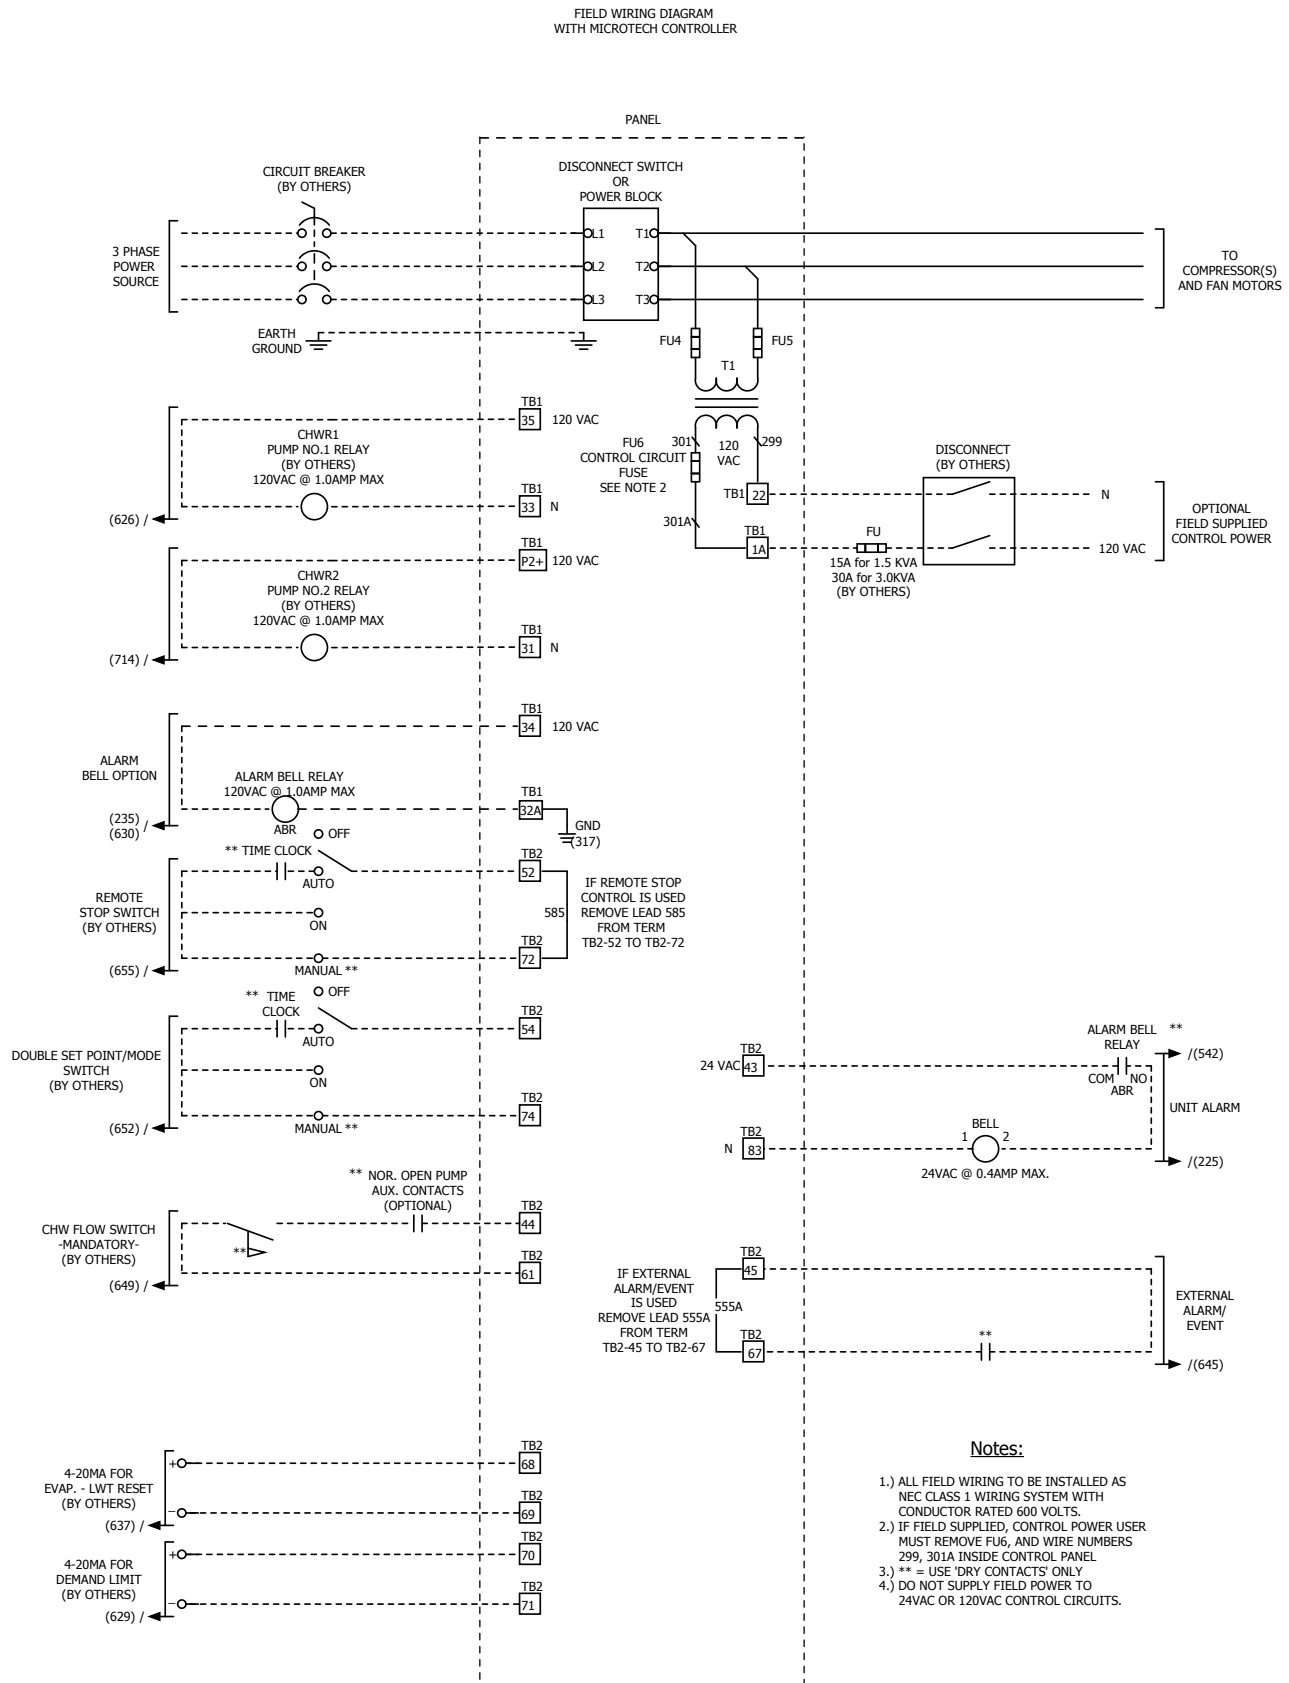 FIELD WIRING DIAGRAM
WITH MICROTECH CONTROLLER
PANEL
CIRCUIT BREAKER
(BY OTHERS)
DISCONNECT SWITCH
OR
POWER BLOCK
3 PHASE
POWER
SOURCE
L1 T1
L2 T2
L3 T3
TO
COMPRESSOR(S)
AND FAN MOTORS
EARTH
GROUND
FU4
FU5
T1
TB1
35 120 VAC
CHWR1
PUMP NO.1 RELAY
(BY OTHERS)
120VAC @ 1.0AMP MAX
TB1
33 N
(626) /
FU6
CONTROL CIRCUIT
FUSE
SEE NOTE 2
301
120
VAC
299
TB1 22
301A
TB1
1A
DISCONNECT
(BY OTHERS)
N
FU
120 VAC
15A for 1.5 KVA
30A for 3.0KVA
(BY OTHERS)
OPTIONAL
FIELD SUPPLIED
CONTROL POWER
TB1
P2+ 120 VAC
CHWR2
PUMP NO.2 RELAY
(BY OTHERS)
120VAC @ 1.0AMP MAX
TB1
31 N
(714) /
TB1
34 120 VAC
ALARM
BELL OPTION
ALARM BELL RELAY
120VAC @ 1.0AMP MAX
TB1
32A
ABR
(235)
(630) /
GND
(317)
OFF
** TIME CLOCK
AUTO
ON
MANUAL **
TB2
52
585
TB2
72
REMOTE
STOP SWITCH
(BY OTHERS)
(655) /
IF REMOTE STOP
CONTROL IS USED
REMOVE LEAD 585
FROM TERM
TB2-52 TO TB2-72
OFF
** TIME
CLOCK
AUTO
ON
MANUAL **
TB2
54
TB2
74
DOUBLE SET POINT/MODE
SWITCH
(BY OTHERS)
(652) /
TB2
24 VAC 43
ALARM BELL **
RELAY
COM NO
ABR
/(542)
UNIT ALARM
TB2
N 83
BELL
1 2
24VAC @ 0.4AMP MAX.
/(225)
** NOR. OPEN PUMP
AUX. CONTACTS
(OPTIONAL)
TB2
44
CHW FLOW SWITCH
-MANDATORY-
(BY OTHERS)
**
TB2
61
(649) /
IF EXTERNAL
ALARM/EVENT
IS USED
REMOVE LEAD 555A
FROM TERM
TB2-45 TO TB2-67
TB2
45
555A
TB2
67
**
EXTERNAL
ALARM/
EVENT
/(645)
4-20MA FOR
EVAP. - LWT RESET
(BY OTHERS)
(637) /
+
TB2
68
−
TB2
69
4-20MA FOR
DEMAND LIMIT
(BY OTHERS)
(629) /
+
TB2
70
−
TB2
71
Notes:
1.) ALL FIELD WIRING TO BE INSTALLED AS
NEC CLASS 1 WIRING SYSTEM WITH
CONDUCTOR RATED 600 VOLTS.
2.) IF FIELD SUPPLIED, CONTROL POWER USER
MUST REMOVE FU6, AND WIRE NUMBERS
299, 301A INSIDE CONTROL PANEL
3.) ** = USE 'DRY CONTACTS' ONLY
4.) DO NOT SUPPLY FIELD POWER TO
24VAC OR 120VAC CONTROL CIRCUITS.